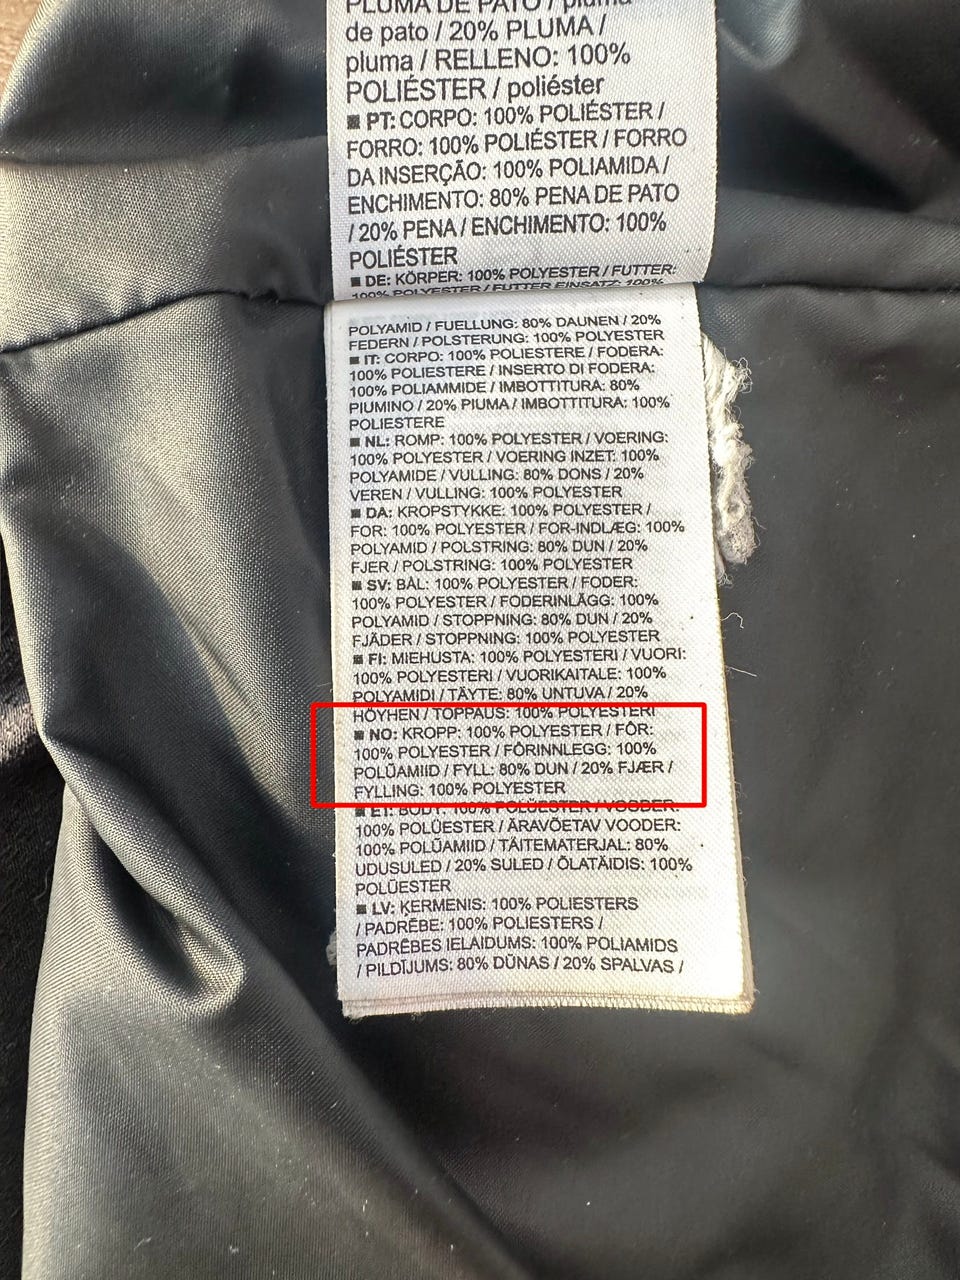 PLUMA DE PATO / pluma
de pato / 20% PLUMA /
pluma / RELLENO: 100%
POLIÉSTER / poliéster
■ PT: CORPO: 100% POLIÉSTER /
FORRO: 100% POLIÉSTER / FORRO
DA INSERÇÃO: 100% POLIAMIDA /
ENCHIMENTO: 80% PENA DE PATO
/ 20% PENA / ENCHIMENTO: 100%
POLIÉSTER
■ DE: KÖRPER: 100% POLYESTER / FUTTER:
100% POLYESTER / FUTTER EINSATZ: 100%
POLYAMID / FUELLUNG: 80% DAUNEN / 20%
FEDERN / POLSTERUNG: 100% POLYESTER
■ IT: CORPO: 100% POLIESTERE / FODERA:
100% POLIESTERE / INSERTO DI FODERA:
100% POLIAMMIDE / IMBOTTITURA: 80%
PIUMINO / 20% PIUMA / IMBOTTITURA: 100%
POLIESTERE
■ NL: ROMP: 100% POLYESTER / VOERING:
100% POLYESTER / VOERING INZET: 100%
POLYAMIDE / VULLING: 80% DONS / 20%
VEREN / VULLING: 100% POLYESTER
■ DA: KROPSTYKKE: 100% POLYESTER /
FOR: 100% POLYESTER / FOR-INDLÆG: 100%
POLYAMID / POLSTRING: 80% DUN / 20%
FJER / POLSTRING: 100% POLYESTER
■ SV: BÅL: 100% POLYESTER / FODER:
100% POLYESTER / FODERINLÄGG: 100%
POLYAMID / STOPPNING: 80% DUN / 20%
FJÄDER / STOPPNING: 100% POLYESTER
■ FI: MIEHUSTA: 100% POLYESTERI / VUORI:
100% POLYESTERI / VUORIKAITALE: 100%
POLYAMIDI / TÄYTE: 80% UNTUVA / 20%
HÖYHEN / TOPPAUS: 100% POLYESTERI
■ NO: KROPP: 100% POLYESTER / FÔR:
100% POLYESTER / FÔRINNLEGG: 100%
POLÜAMIID / FYLL: 80% DUN / 20% FJÆR /
FYLLING: 100% POLYESTER
■ ET: BODY: 100% POLÜESTER / VOODER:
100% POLÜESTER / ÄRAVÕETAV VOODER:
100% POLÜAMIID / TÄITEMATERJAL: 80%
UDUSULED / 20% SULED / ÕLATÄIDIS: 100%
POLÜESTER
■ LV: ĶERMENIS: 100% POLIESTERS
/ PADRĒBE: 100% POLIESTERS /
PADRĒBES IELAIDUMS: 100% POLIAMIDS
/ PILDĪJUMS: 80% DŪNAS / 20% SPALVAS /